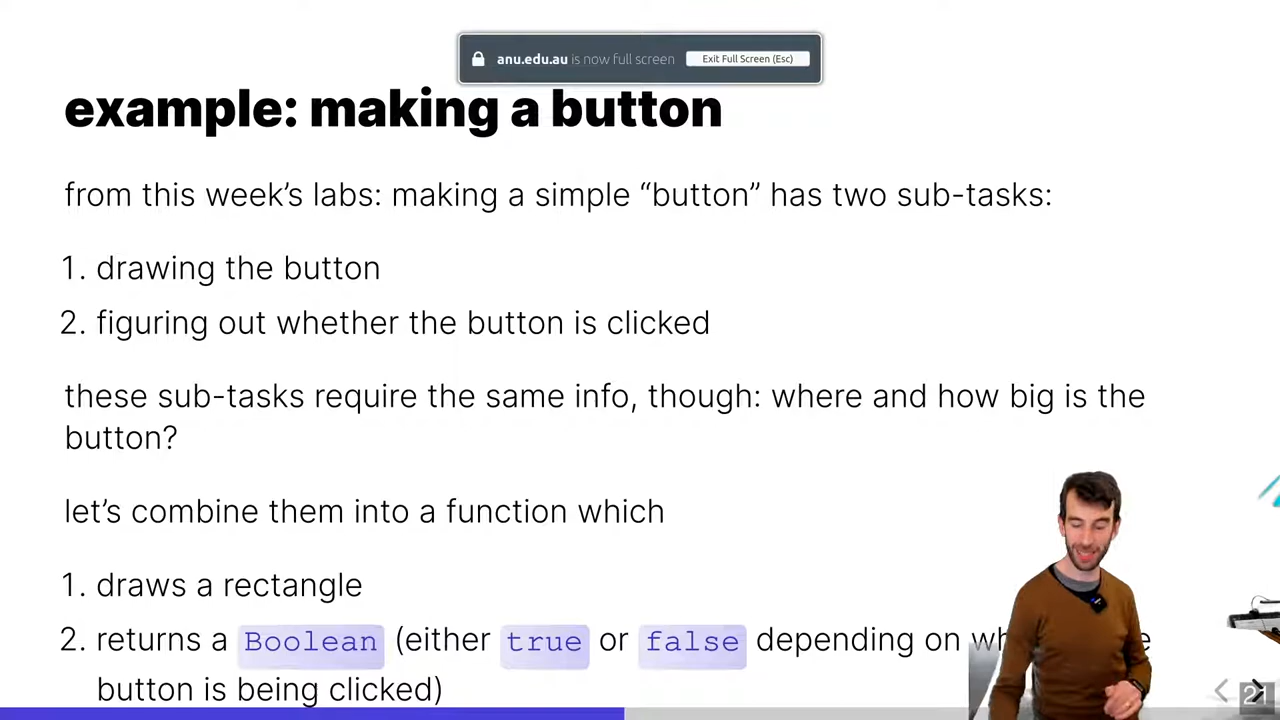 anu.edu.au is now full screen Exit Full Screen (Esc)
example: making a button
from this week’s labs: making a simple “button” has two sub-tasks:
1. drawing the button
2. figuring out whether the button is clicked
these sub-tasks require the same info, though: where and how big is the
button?
let’s combine them into a function which
1. draws a rectangle
2. returns a Boolean (either true or false depending on
button is being clicked)
21